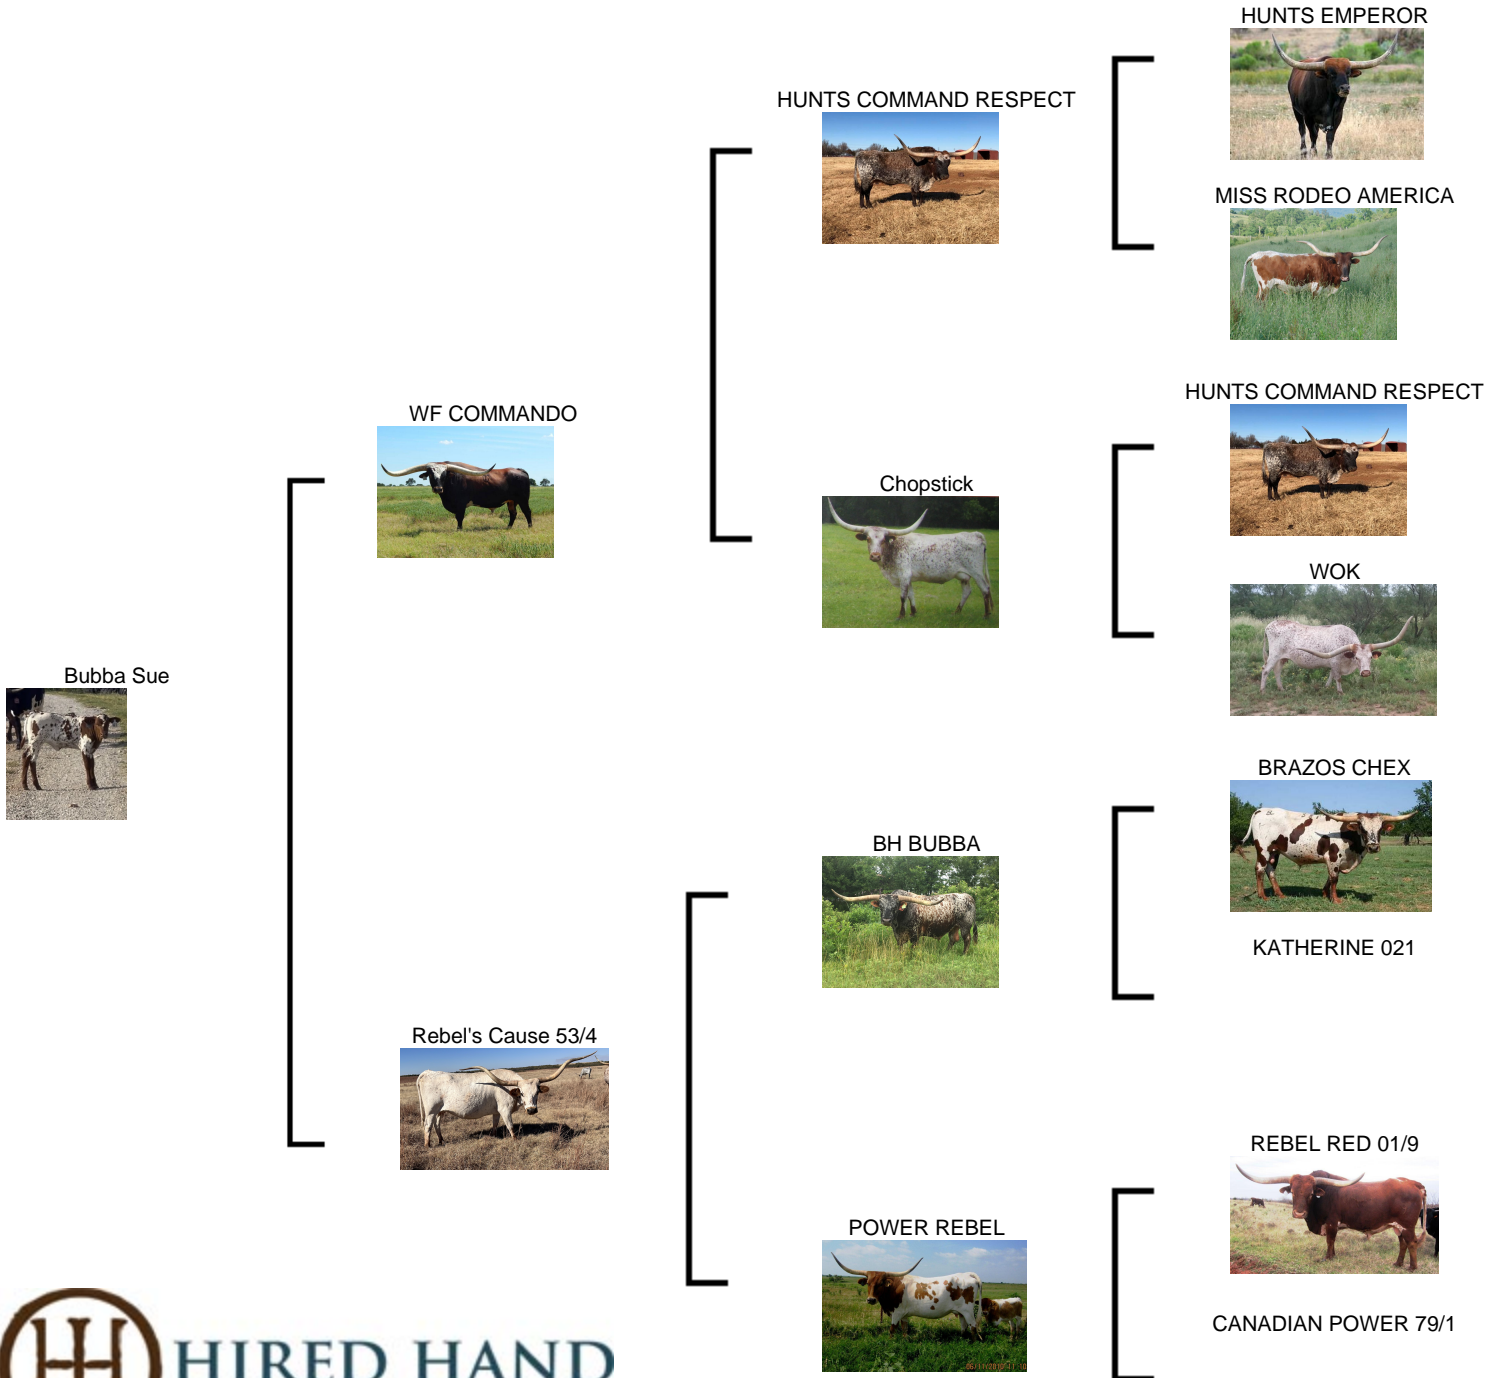 HUNTS EMPEROR
HUNTS COMMAND RESPECT
MISS RODEO AMERICA
HUNTS COMMAND RESPECT
WF COMMANDO
Chopstick
WOK
Bubba Sue
BRAZOS CHEX
BH BUBBA
KATHERINE 021
Rebel's Cause 53/4
REBEL RED 01/9
POWER REBEL
CANADIAN POWER 79/1
HIRED HAND